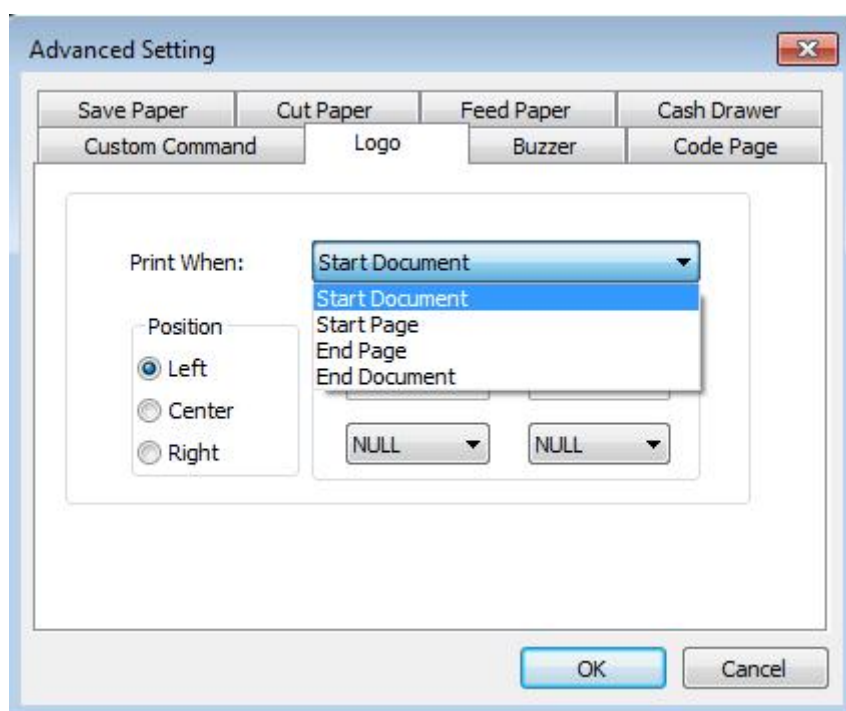 Advanced Setting
Save Paper Cut Paper Feed Paper Cash Drawer
Custom Command Logo Buzzer Code Page
Print When: Start Document
Start Document
Start Page
End Page
End Document
Position
Left
Center
Right
NULL NULL
OK Cancel